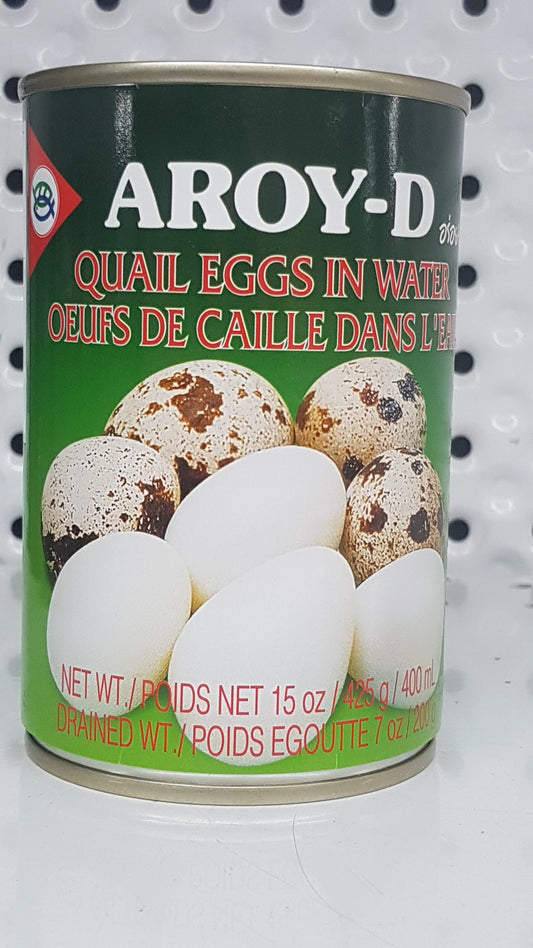 AROY-D
QUAIL EGGS IN WATER
OEUFS DE CAILLE DANS L'EA
NET WT./POIDS NET 15 oz / 425 g / 400 mL
DRAINED WT./POIDS EGOUTTE 7 oz / 200 g